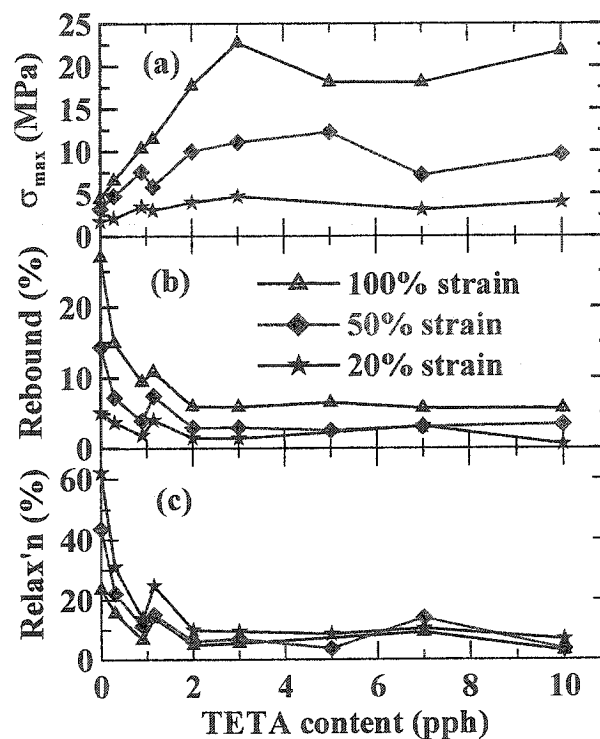 25
20
15
10
5
0
σmax (MPa)
(a)
20
10
0
Rebound (%)
(b)
100% strain
50% strain
20% strain
60
40
20
0
Relax'n (%)
(c)
0 2 4 6 8 10
TETA content (pph)